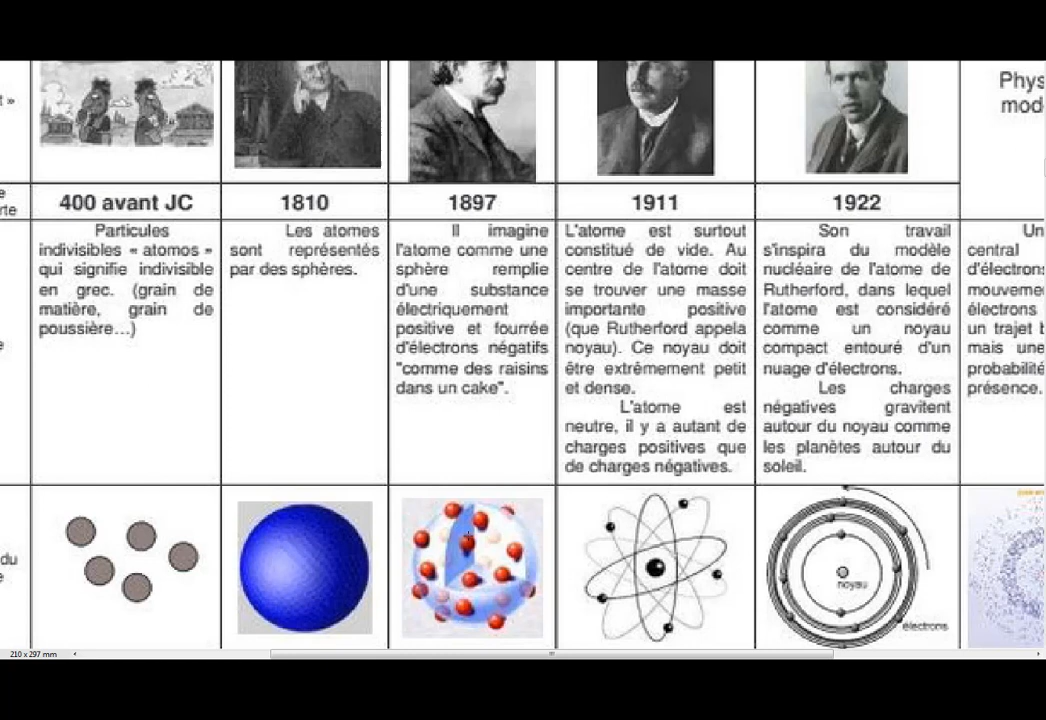 t »
Phys
mod
e
rte
400 avant JC
1810
1897
1911
1922
Particules
indivisibles « atomos »
qui signifie indivisible
en grec. (grain de
matière, grain de
poussière...)
Les atomes
sont représentés
par des sphères.
Il imagine
l'atome comme une
sphère remplie
d'une substance
électriquement
positive et fourrée
d'électrons négatifs
"comme des raisins
dans un cake".
L'atome est surtout
constitué de vide. Au
centre de l'atome doit
se trouver une masse
importante positive
(que Rutherford appela
noyau). Ce noyau doit
être extrêmement petit
et dense.
L'atome est
neutre, il y a autant de
charges positives que
de charges négatives.
Son travail
s'inspira du modèle
nucléaire de l'atome de
Rutherford, dans lequel
l'atome est considéré
comme un noyau
compact entouré d'un
nuage d'électrons.
Les charges
négatives gravitent
autour du noyau comme
les planètes autour du
soleil.
Un
central
d'électrons
mouveme
électrons
un trajet b
mais une
probabilité
présence.
e
du
e
noyau
électrons
210 x 297 mm